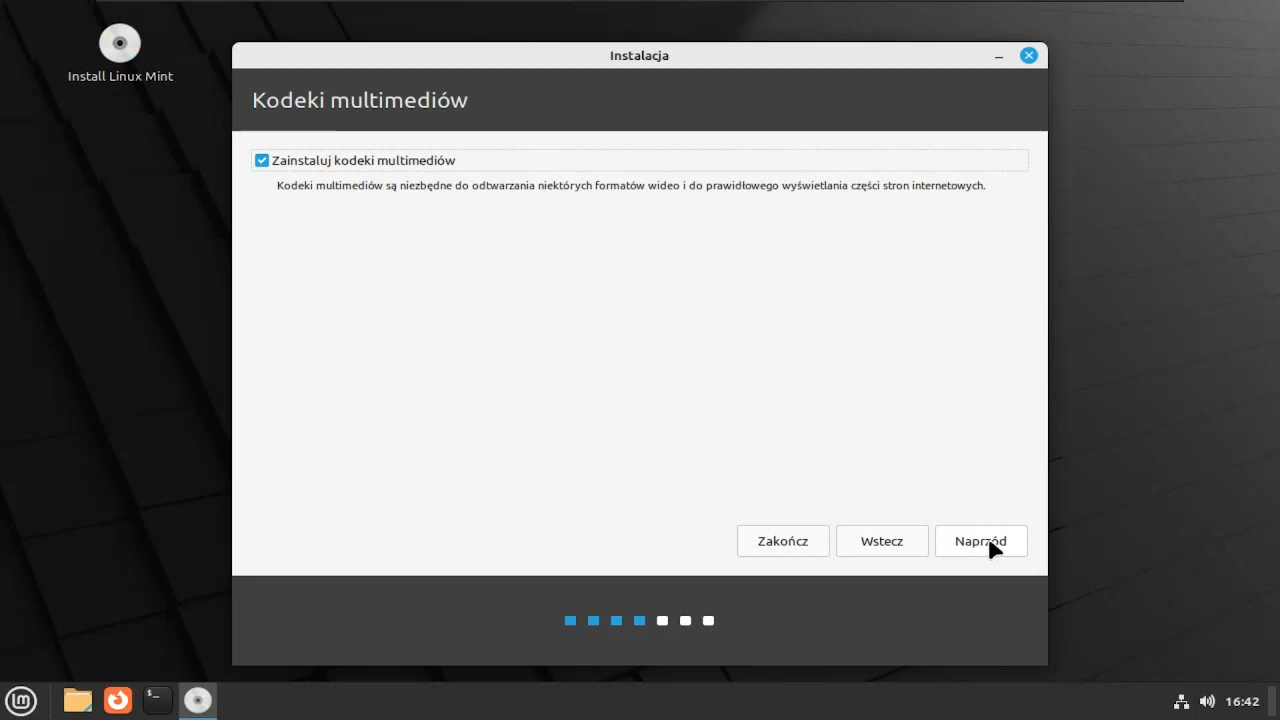 Install Linux Mint
Instalacja
Kodeki multimediów
Zainstaluj kodeki multimediów
Kodeki multimediów są niezbędne do odtwarzania niektórych formatów wideo i do prawidłowego wyświetlania części stron internetowych.
Zakończ
Wstecz
Naprzód
16:42